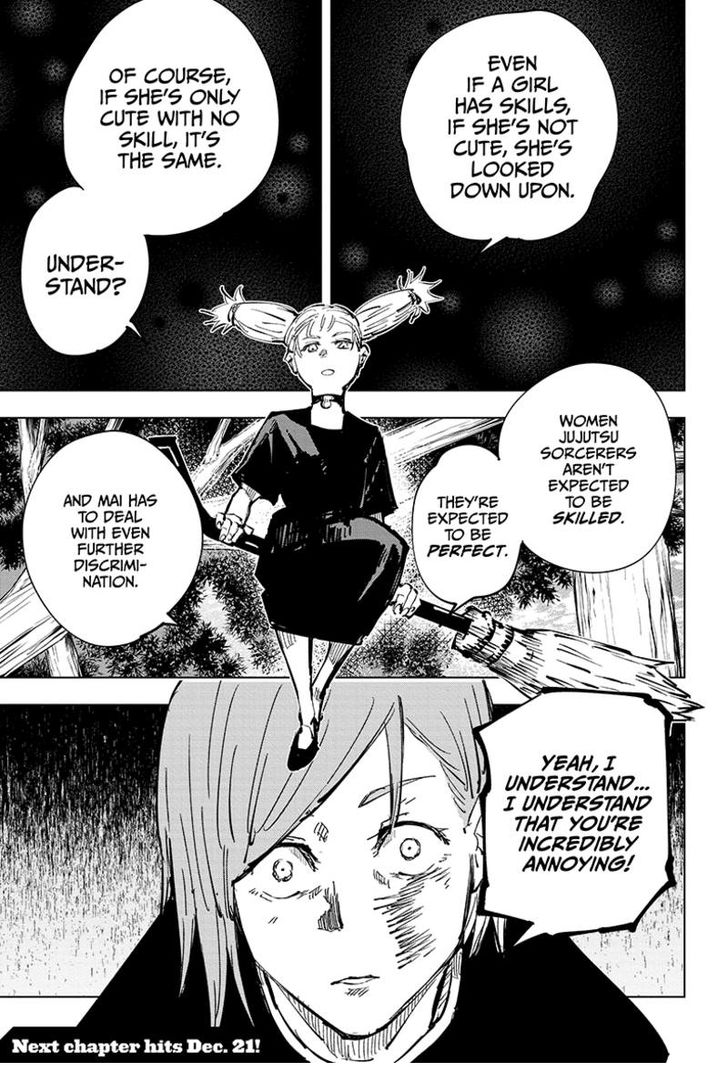 EVEN
IF A GIRL
HAS SKILLS,
IF SHE'S NOT
CUTE, SHE'S
LOOKED
DOWN UPON.
OF COURSE,
IF SHE'S ONLY
CUTE WITH NO
SKILL, IT'S
THE SAME.
UNDER-
STAND?
WOMEN
JUJUTSU
SORCERERS
AREN'T
EXPECTED
TO BE
SKILLED.
THEY'RE
EXPECTED
TO BE
PERFECT.
AND MAI HAS
TO DEAL
WITH EVEN
FURTHER
DISCRIMI-
NATION.
YEAH, I
UNDERSTAND...
I UNDERSTAND
THAT YOU'RE
INCREDIBLY
ANNOYING!
Next chapter hits Dec. 21!